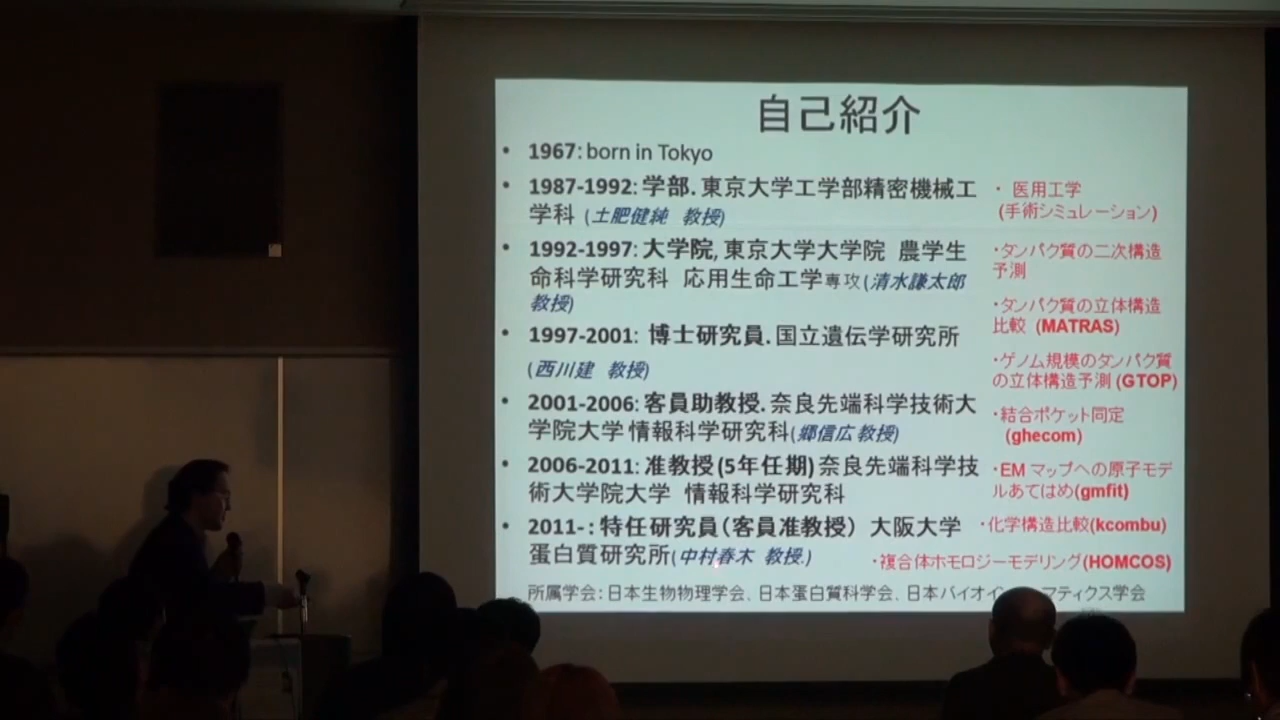 自己紹介
• 1967: born in Tokyo
• 1987-1992: 学部. 東京大学工学部精密機械工
学科 (土肥健純 教授)
• 1992-1997: 大学院, 東京大学大学院 農学生
命科学研究科 応用生命工学専攻(清水謙太郎
教授)
• 1997-2001: 博士研究員. 国立遺伝学研究所
(西川建 教授)
• 2001-2006: 客員助教授. 奈良先端科学技術大
学院大学 情報科学研究科(郷信広 教授)
• 2006-2011: 准教授 (5年任期) 奈良先端科学技
術大学院大学 情報科学研究科
• 2011- : 特任研究員（客員准教授） 大阪大学
蛋白質研究所(中村春木 教授.)
・ 医用工学
(手術シミュレーション)
・タンパク質の二次構造
予測
・タンパク質の立体構造
比較 (MATRAS)
・ゲノム規模のタンパク質
の立体構造予測 (GTOP)
・結合ポケット同定
(ghecom)
・EM マップへの原子モデ
ルあてはめ(gmfit)
・化学構造比較(kcombu)
・複合体ホモロジーモデリング(HOMCOS)
所属学会: 日本生物物理学会、日本蛋白質科学会、日本バイオイ マティクス学会